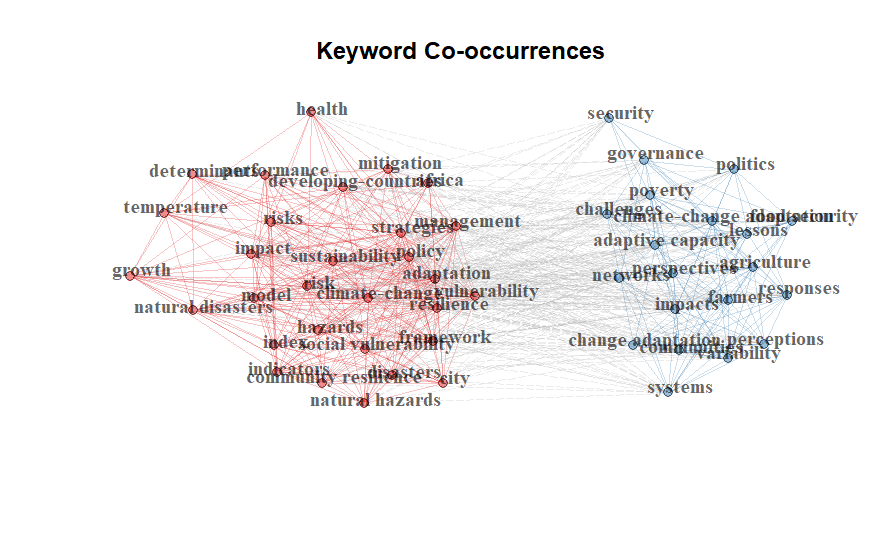 Keyword Co-occurrences
health
security
governance
mitigation
politics
determinants
performance
developing-countries
africa
poverty
temperature
risks
challenges
climate-change adaptation
food security
management
strategies
lessons
impact
adaptive capacity
sustainability
policy
growth
adaptation
networks
perspectives
agriculture
risk
model
climate-change
vulnerability
responses
farmers
natural disasters
resilience
impacts
hazards
index
social vulnerability
framework
change adaptation
perceptions
communities
variability
indicators
community resilience
disasters
city
systems
natural hazards